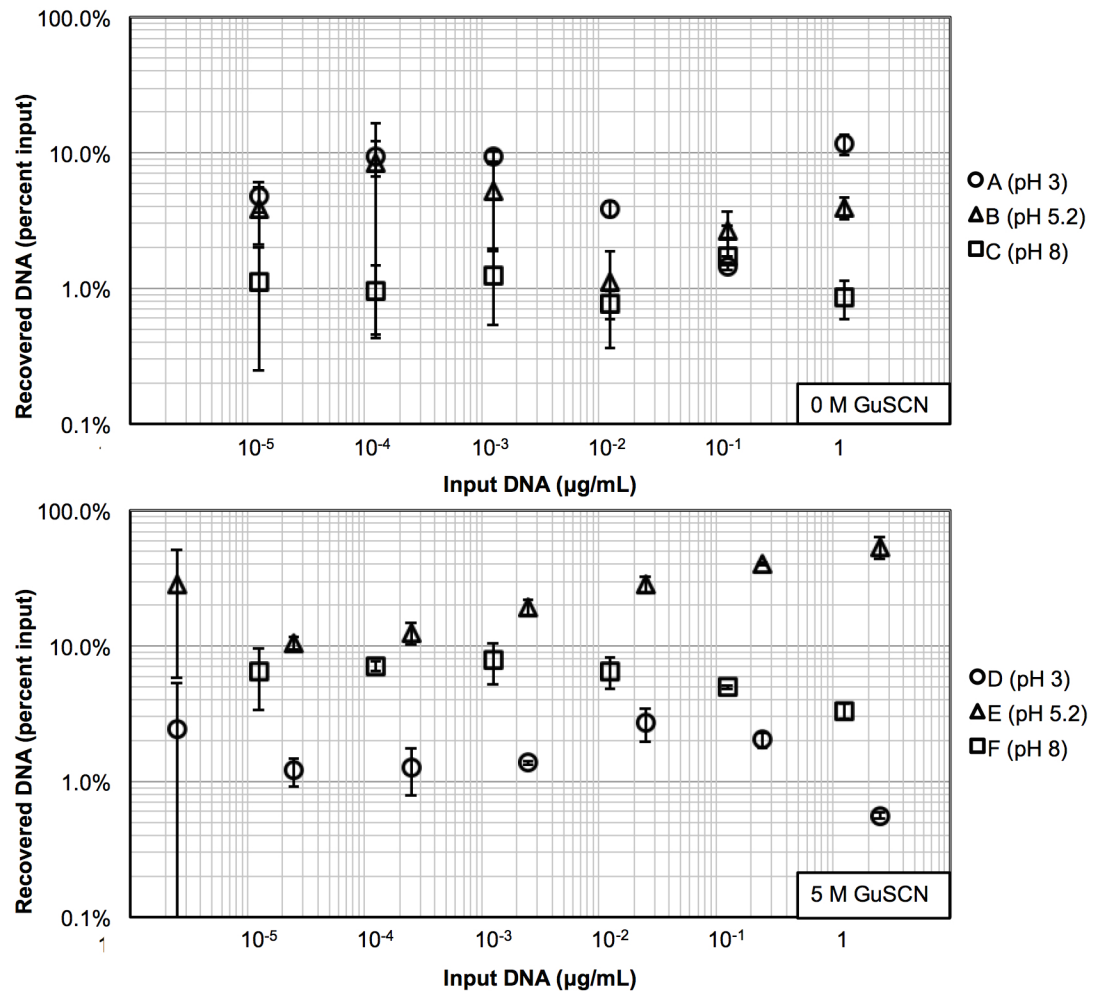 100.0%
10.0%
1.0%
0.1%
Recovered DNA (percent input)
10-5
10-4
10-3
10-2
10-1
1
Input DNA (µg/mL)
0 M GuSCN
A (pH 3)
B (pH 5.2)
C (pH 8)
100.0%
10.0%
1.0%
0.1%
Recovered DNA (percent input)
1
10-5
10-4
10-3
10-2
10-1
1
Input DNA (µg/mL)
5 M GuSCN
D (pH 3)
E (pH 5.2)
F (pH 8)